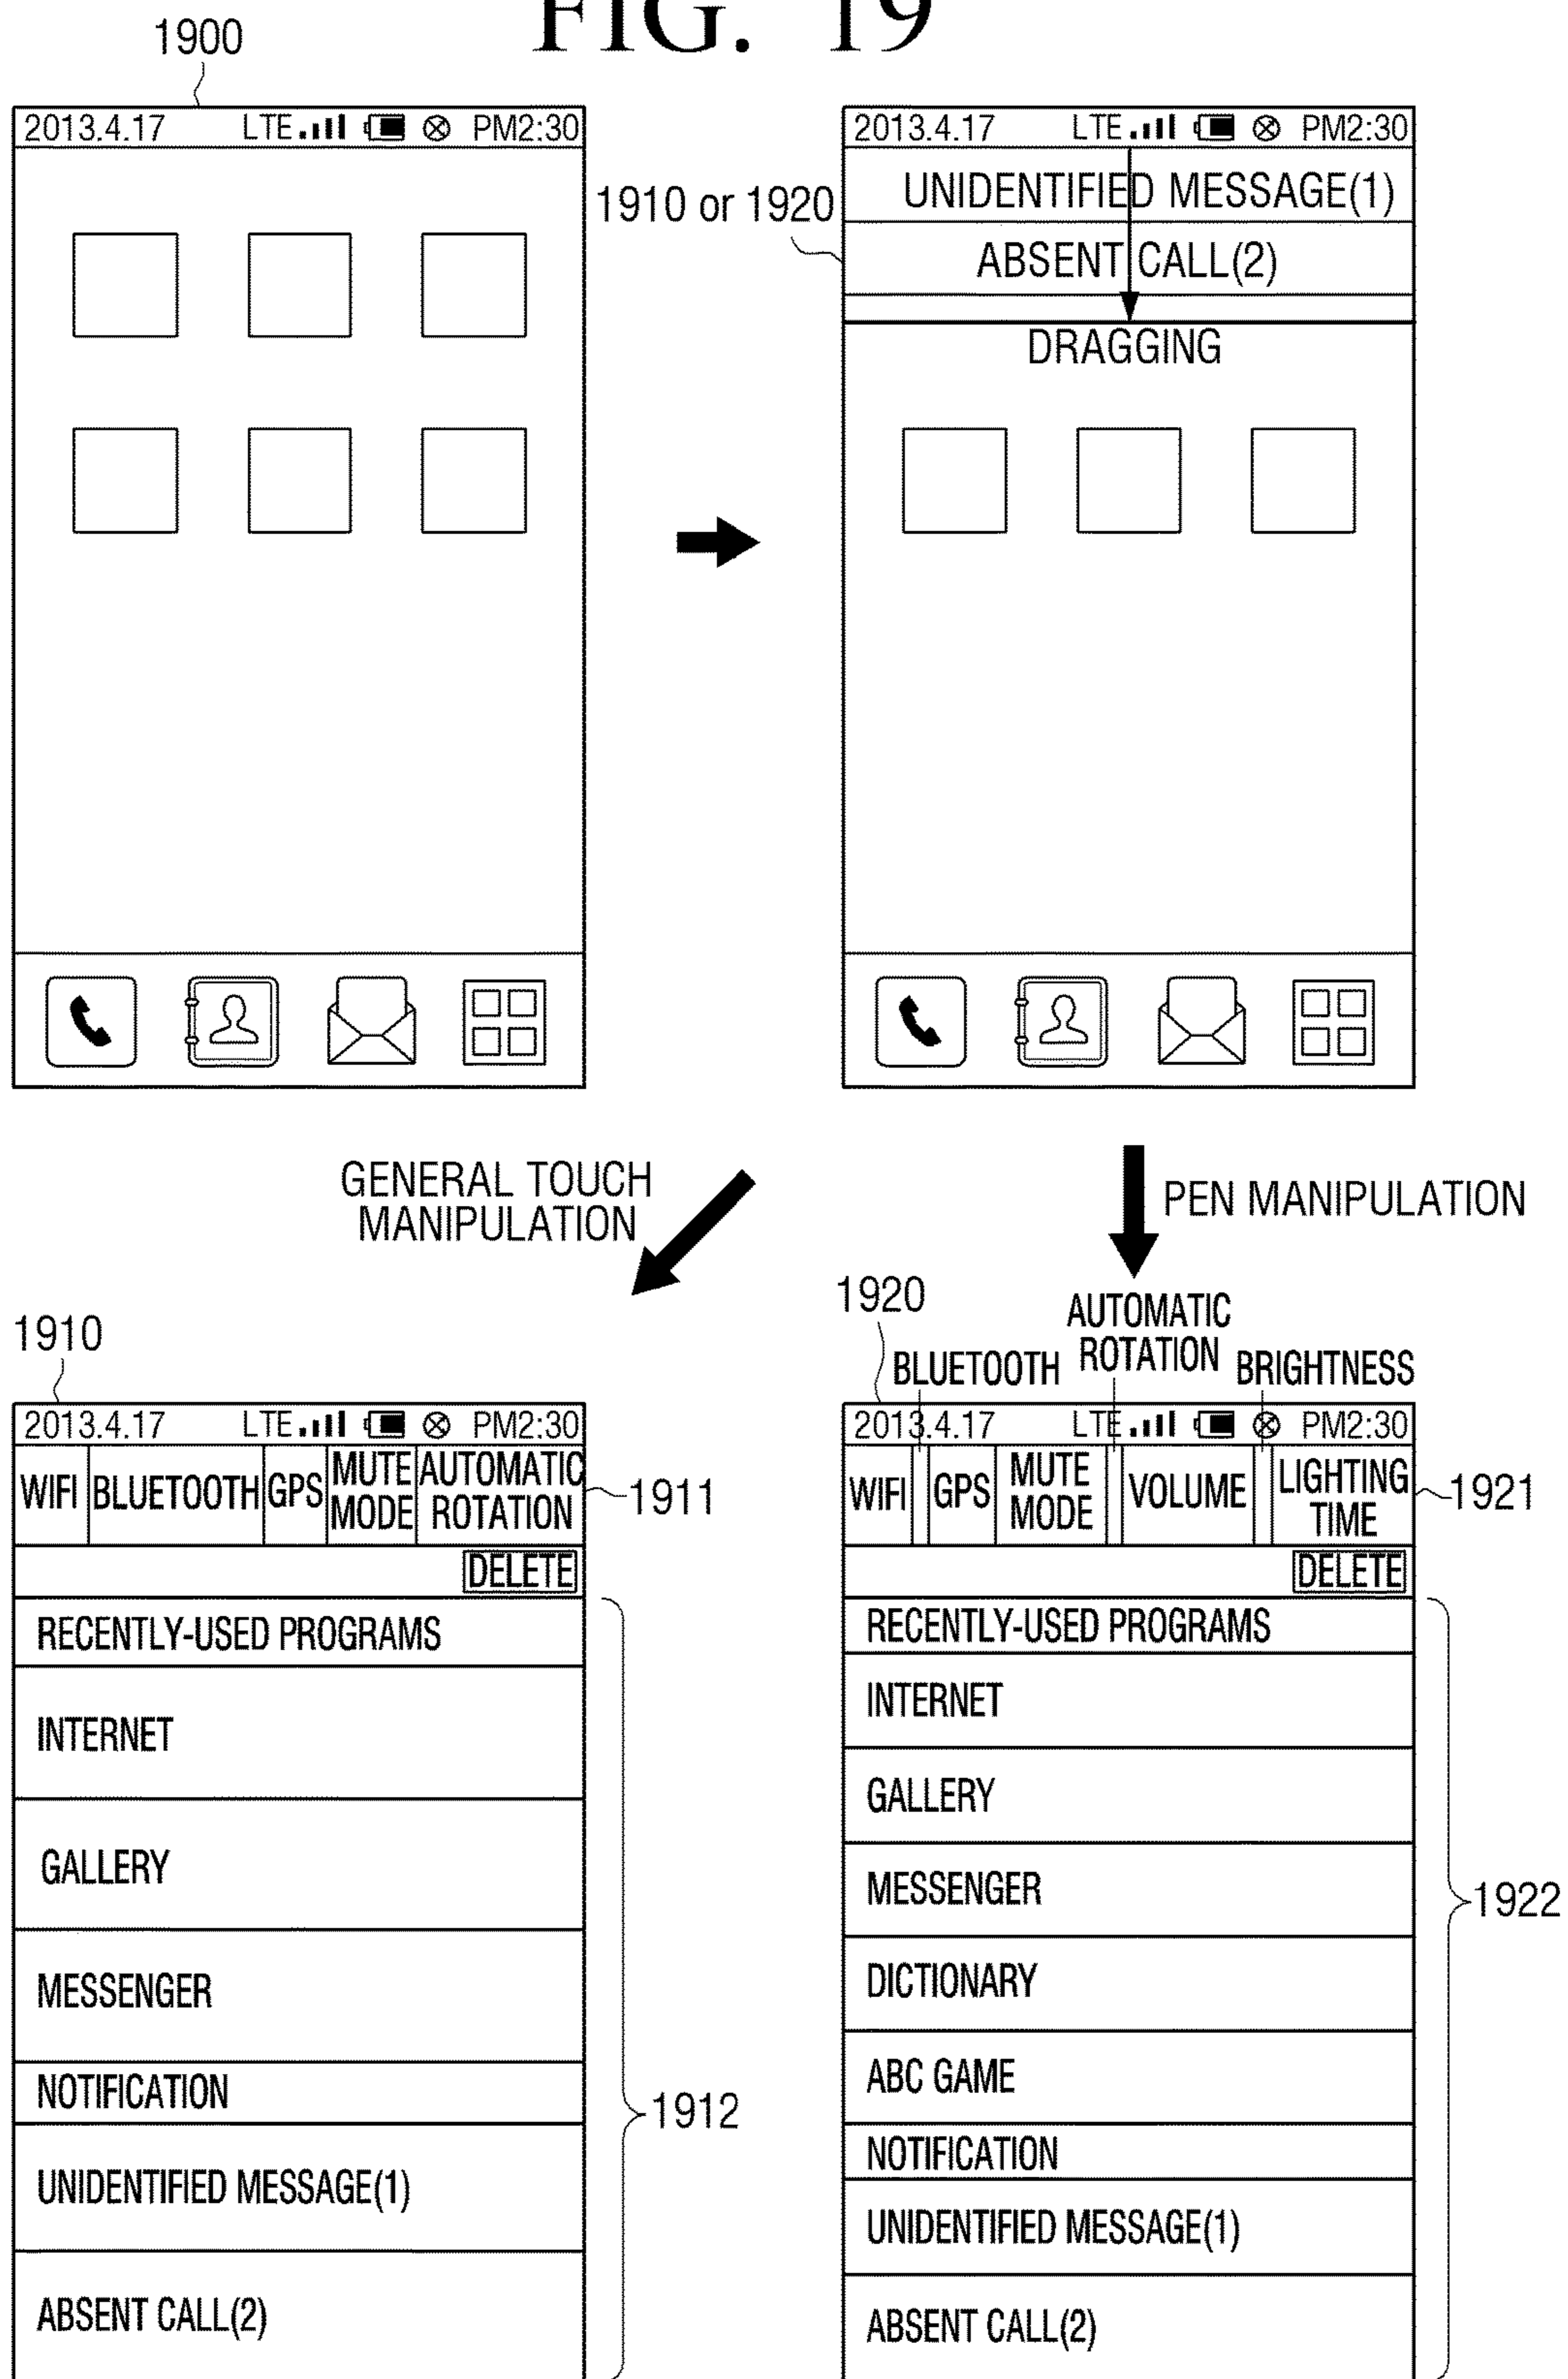 FIG. 19
1900
2013.4.17 LTE PM2:30
2013.4.17 LTE PM2:30
1910 or 1920
UNIDENTIFIED MESSAGE(1)
ABSENT CALL(2)
DRAGGING
GENERAL TOUCH
MANIPULATION
PEN MANIPULATION
1910
2013.4.17 LTE PM2:30
WIFI
BLUETOOTH
GPS
MUTE
MODE
AUTOMATIC
ROTATION
1911
DELETE
RECENTLY-USED PROGRAMS
INTERNET
GALLERY
MESSENGER
NOTIFICATION
UNIDENTIFIED MESSAGE(1)
ABSENT CALL(2)
1912
1920
BLUETOOTH
AUTOMATIC
ROTATION
BRIGHTNESS
2013.4.17 LTE PM2:30
WIFI
GPS
MUTE
MODE
VOLUME
LIGHTING
TIME
1921
DELETE
RECENTLY-USED PROGRAMS
INTERNET
GALLERY
MESSENGER
DICTIONARY
ABC GAME
NOTIFICATION
UNIDENTIFIED MESSAGE(1)
ABSENT CALL(2)
1922